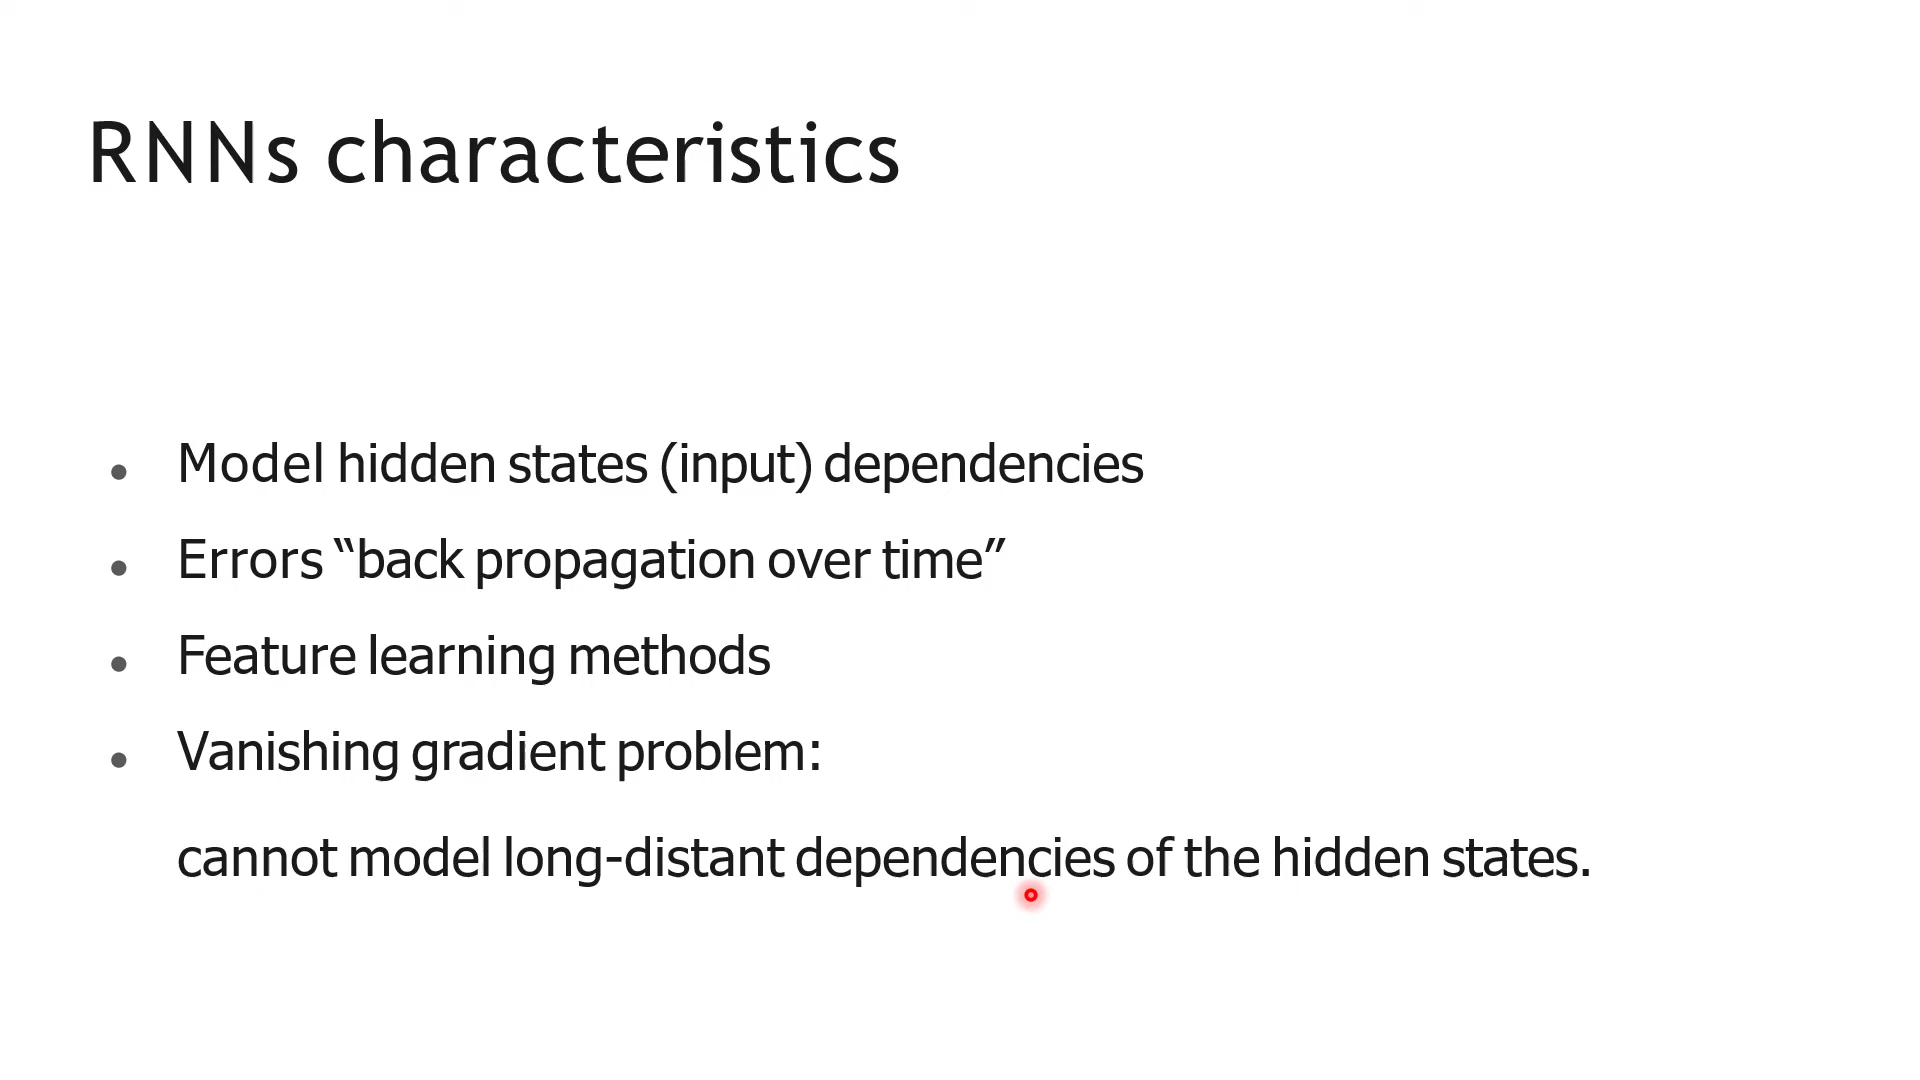 RNNs characteristics
• Model hidden states (input) dependencies
• Errors “back propagation over time”
• Feature learning methods
• Vanishing gradient problem:
cannot model long-distant dependencies of the hidden states.